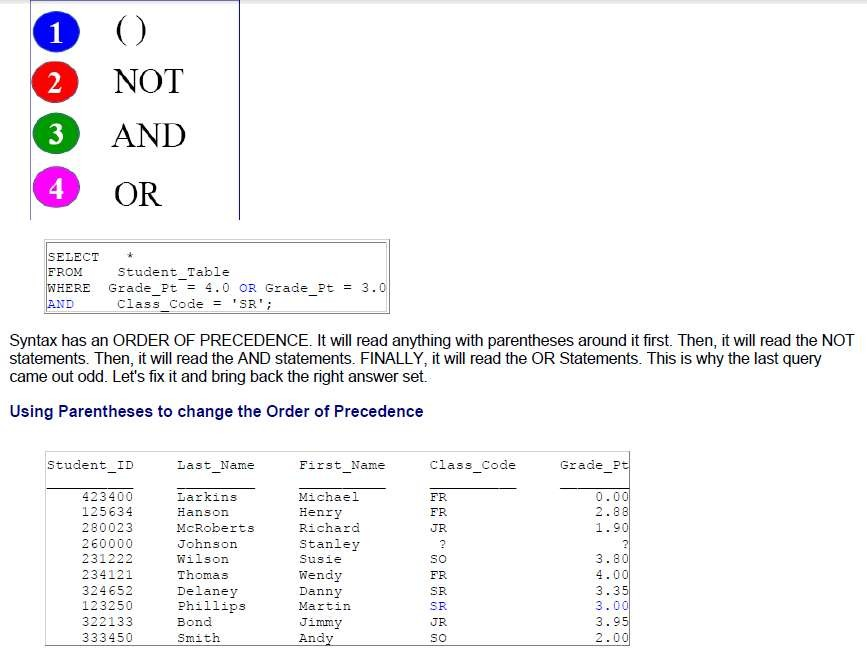 1 ()
2 NOT
3 AND
4 OR
SELECT *
FROM Student_Table
WHERE Grade_Pt = 4.0 OR Grade_Pt = 3.0
AND Class_Code = 'SR';
Syntax has an ORDER OF PRECEDENCE. It will read anything with parentheses around it first. Then, it will read the NOT
statements. Then, it will read the AND statements. FINALLY, it will read the OR Statements. This is why the last query
came out odd. Let's fix it and bring back the right answer set.
Using Parentheses to change the Order of Precedence
Student_ID Last_Name First_Name Class_Code Grade_Pt
423400 Larkins Michael FR 0.00
125634 Hanson Henry FR 2.88
280023 McRoberts Richard JR 1.90
260000 Johnson Stanley ? ?
231222 Wilson Susie SO 3.80
234121 Thomas Wendy FR 4.00
324652 Delaney Danny SR 3.35
123250 Phillips Martin SR 3.00
322133 Bond Jimmy JR 3.95
333450 Smith Andy SO 2.00